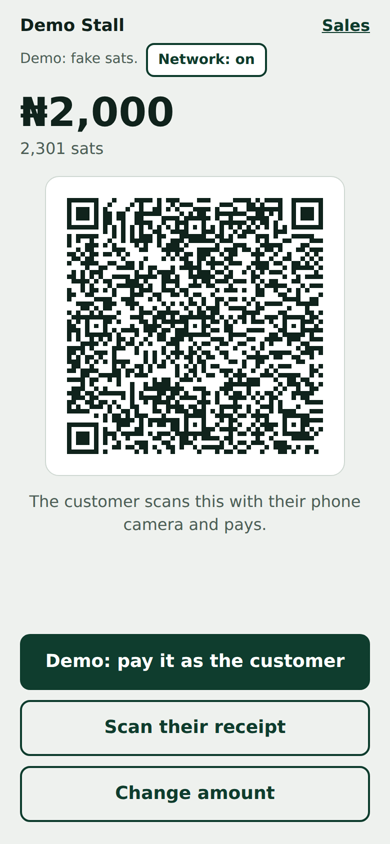 Demo Stall
Sales
Demo: fake sats.
Network: on
₦2,000
2,301 sats
The customer scans this with their phone
camera and pays.
Demo: pay it as the customer
Scan their receipt
Change amount